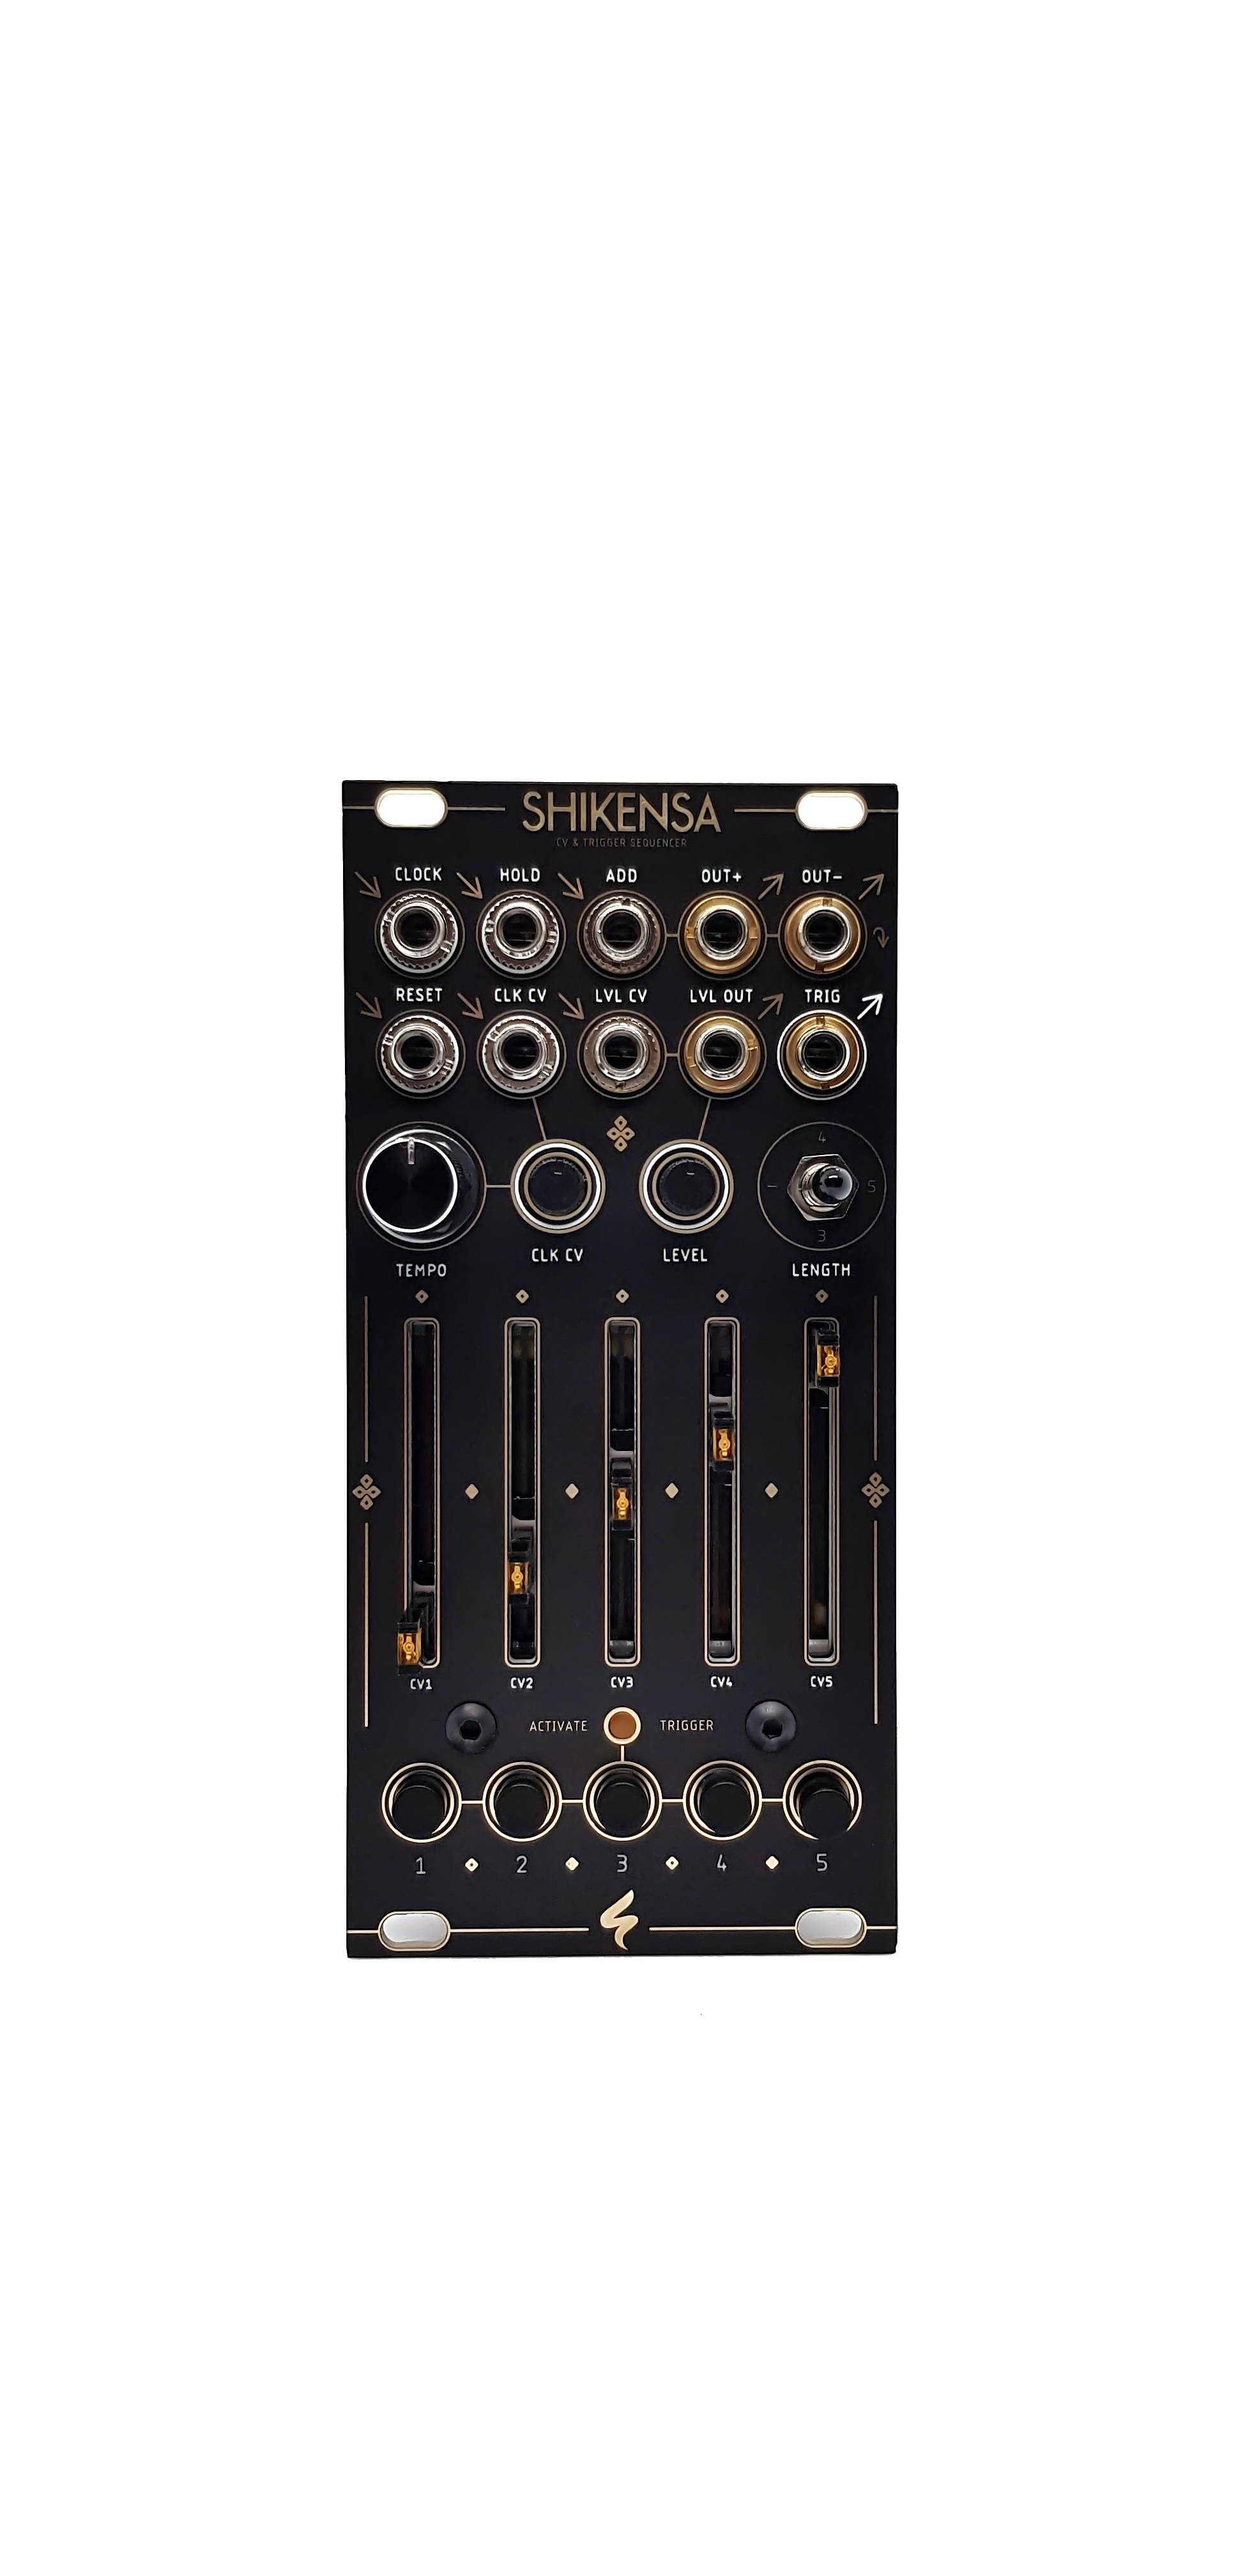 SHIKENSA
CV & TRIGGER SEQUENCER
CLOCK HOLD ADD OUT+ OUT-
RESET CLK CV LVL CV LVL OUT TRIG
4
5
3
TEMPO CLK CV LEVEL LENGTH
CV1 CV2 CV3 CV4 CV5
ACTIVATE TRIGGER
1 2 3 4 5